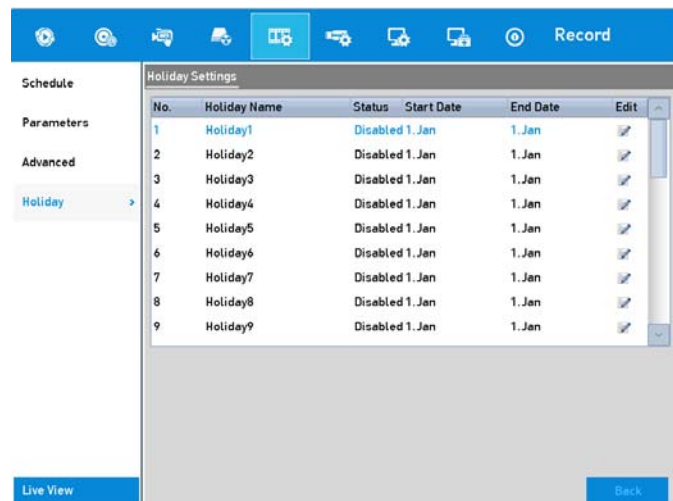 Record
Schedule
Parameters
Advanced
Holiday >
Holiday Settings
No. Holiday Name Status Start Date End Date Edit
1 Holiday1 Disabled 1.Jan 1.Jan
2 Holiday2 Disabled 1.Jan 1.Jan
3 Holiday3 Disabled 1.Jan 1.Jan
4 Holiday4 Disabled 1.Jan 1.Jan
5 Holiday5 Disabled 1.Jan 1.Jan
6 Holiday6 Disabled 1.Jan 1.Jan
7 Holiday7 Disabled 1.Jan 1.Jan
8 Holiday8 Disabled 1.Jan 1.Jan
9 Holiday9 Disabled 1.Jan 1.Jan
Live View
Back